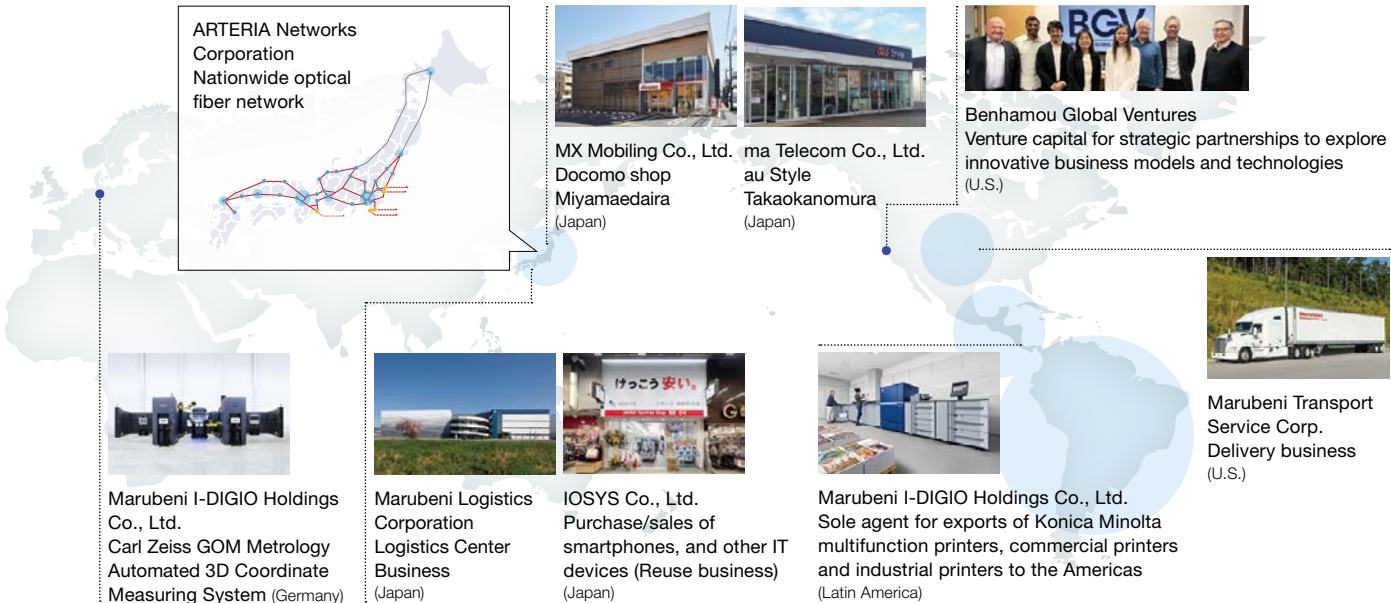 ARTERIA Networks
Corporation
Nationwide optical
fiber network
MX Mobiling Co., Ltd.
Docomo shop
Miyamaedaira
(Japan)
ma Telecom Co., Ltd.
au Style
Takaokanomura
(Japan)
BGV
Benhamou Global Ventures
Venture capital for strategic partnerships to explore
innovative business models and technologies
(U.S.)
Marubeni Transport
Service Corp.
Delivery business
(U.S.)
Marubeni I-DIGIO Holdings
Co., Ltd.
Carl Zeiss GOM Metrology
Automated 3D Coordinate
Measuring System (Germany)
Marubeni Logistics
Corporation
Logistics Center
Business
(Japan)
けっこう安い。
IOSYS Co., Ltd.
Purchase/sales of
smartphones, and other IT
devices (Reuse business)
(Japan)
Marubeni I-DIGIO Holdings Co., Ltd.
Sole agent for exports of Konica Minolta
multifunction printers, commercial printers
and industrial printers to the Americas
(Latin America)